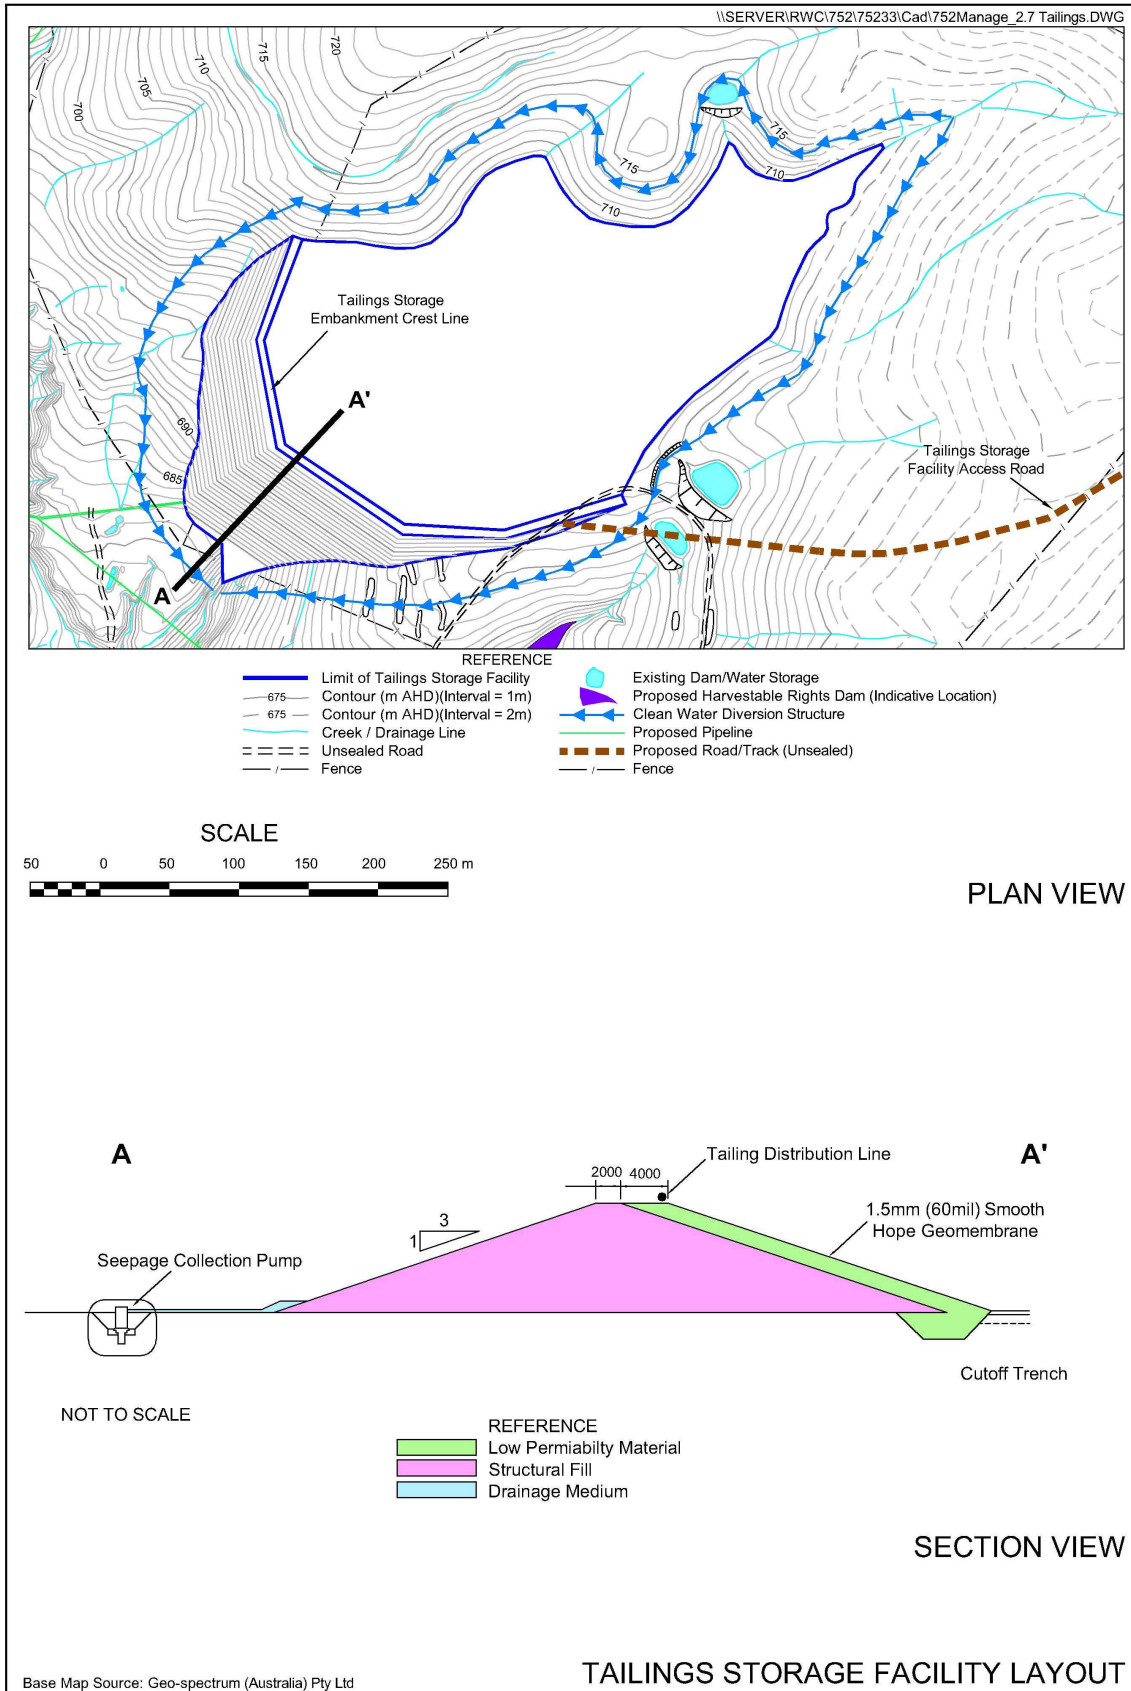 \\SERVER\RWC\752\75233\Cad\752Manage_2.7 Tailings.DWG
720
715
710
705
700
715
715
710
710
Tailings Storage
Embankment Crest Line
A'
690
685
A
Tailings Storage
Facility Access Road
REFERENCE
Limit of Tailings Storage Facility
675 Contour (m AHD)(Interval = 1m)
675 Contour (m AHD)(Interval = 2m)
Creek / Drainage Line
Unsealed Road
Fence
Existing Dam/Water Storage
Proposed Harvestable Rights Dam (Indicative Location)
Clean Water Diversion Structure
Proposed Pipeline
Proposed Road/Track (Unsealed)
Fence
SCALE
50 0 50 100 150 200 250 m
PLAN VIEW
A
A'
Tailing Distribution Line
2000 4000
1.5mm (60mil) Smooth
Hope Geomembrane
3
1
Seepage Collection Pump
Cutoff Trench
NOT TO SCALE
REFERENCE
Low Permiabilty Material
Structural Fill
Drainage Medium
SECTION VIEW
TAILINGS STORAGE FACILITY LAYOUT
Base Map Source: Geo-spectrum (Australia) Pty Ltd